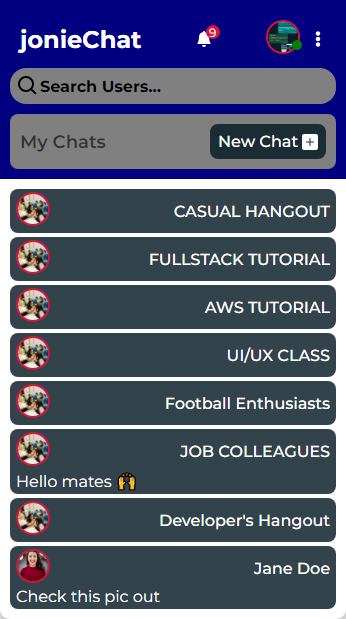 jonieChat
9
Search Users...
My Chats
New Chat
CASUAL HANGOUT
FULLSTACK TUTORIAL
AWS TUTORIAL
UI/UX CLASS
Football Enthusiasts
JOB COLLEAGUES
Hello mates 🙌
Developer's Hangout
Jane Doe
Check this pic out